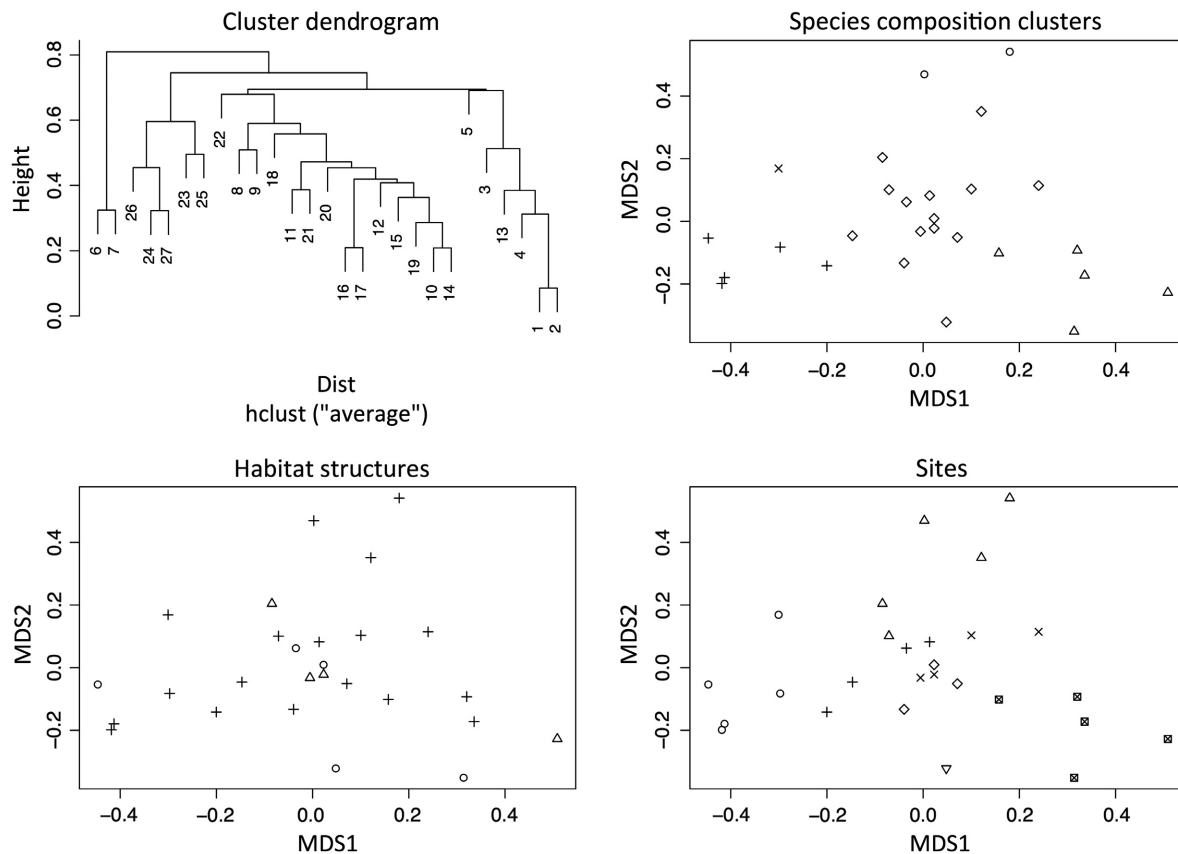 Cluster dendrogram
Height
0.0 0.2 0.4 0.6 0.8
6 7 26 24 27 23 25 22 8 9 18 11 21 20 16 17 12 15 19 10 14 5 3 13 4 1 2
Dist
hclust ("average")
Species composition clusters
MDS2
−0.2 0.0 0.2 0.4
−0.4 −0.2 0.0 0.2 0.4
MDS1
Habitat structures
MDS2
−0.2 0.0 0.2 0.4
−0.4 −0.2 0.0 0.2 0.4
MDS1
Sites
MDS2
−0.2 0.0 0.2 0.4
−0.4 −0.2 0.0 0.2 0.4
MDS1